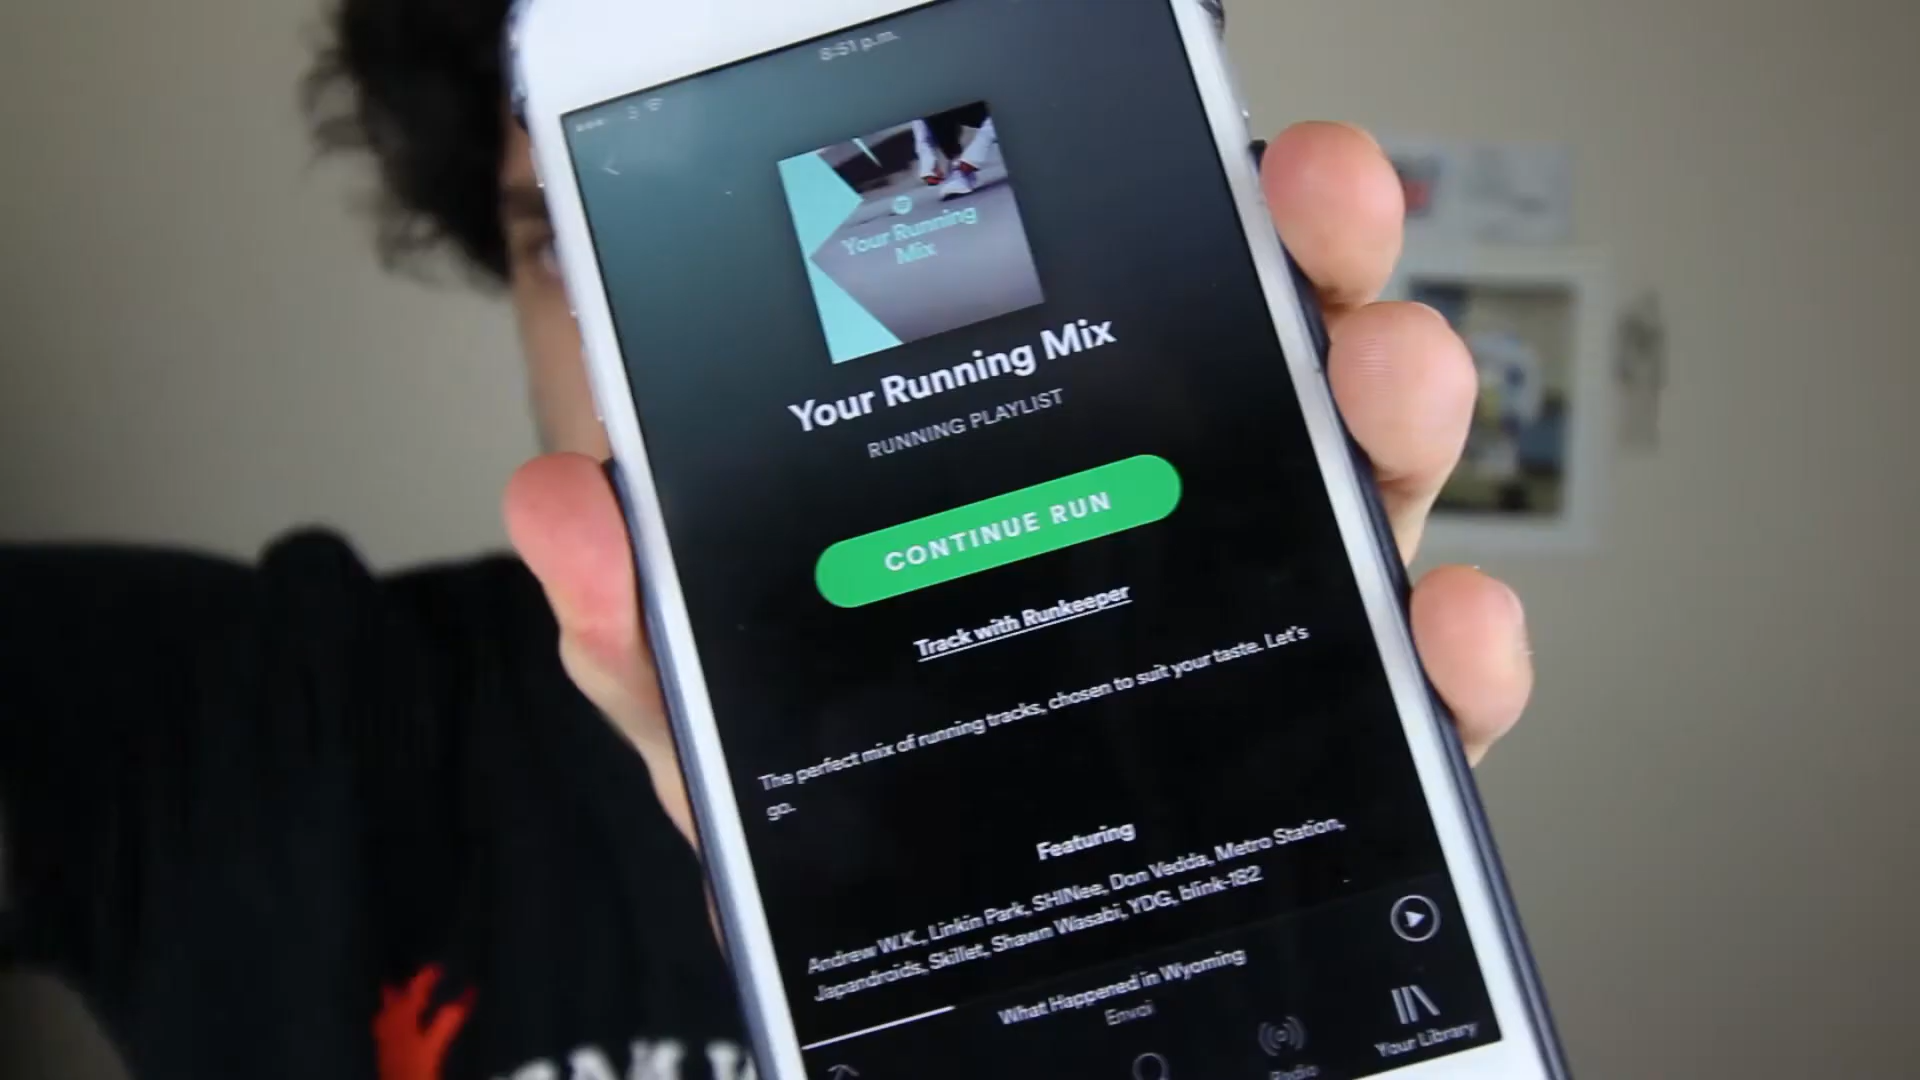 8:51 p.m.
Your Running
Mix
Your Running Mix
RUNNING PLAYLIST
CONTINUE RUN
Track with Runkeeper
The perfect mix of running tracks, chosen to suit your taste. Let's
go.
Featuring
Andrew W.K., Linkin Park, SHINee, Don Vedda, Metro Station,
Japandroids, Skillet, Shawn Wasabi, YDG, blink-182
What Happened in Wyoming
Envoi
Radio
Your Library